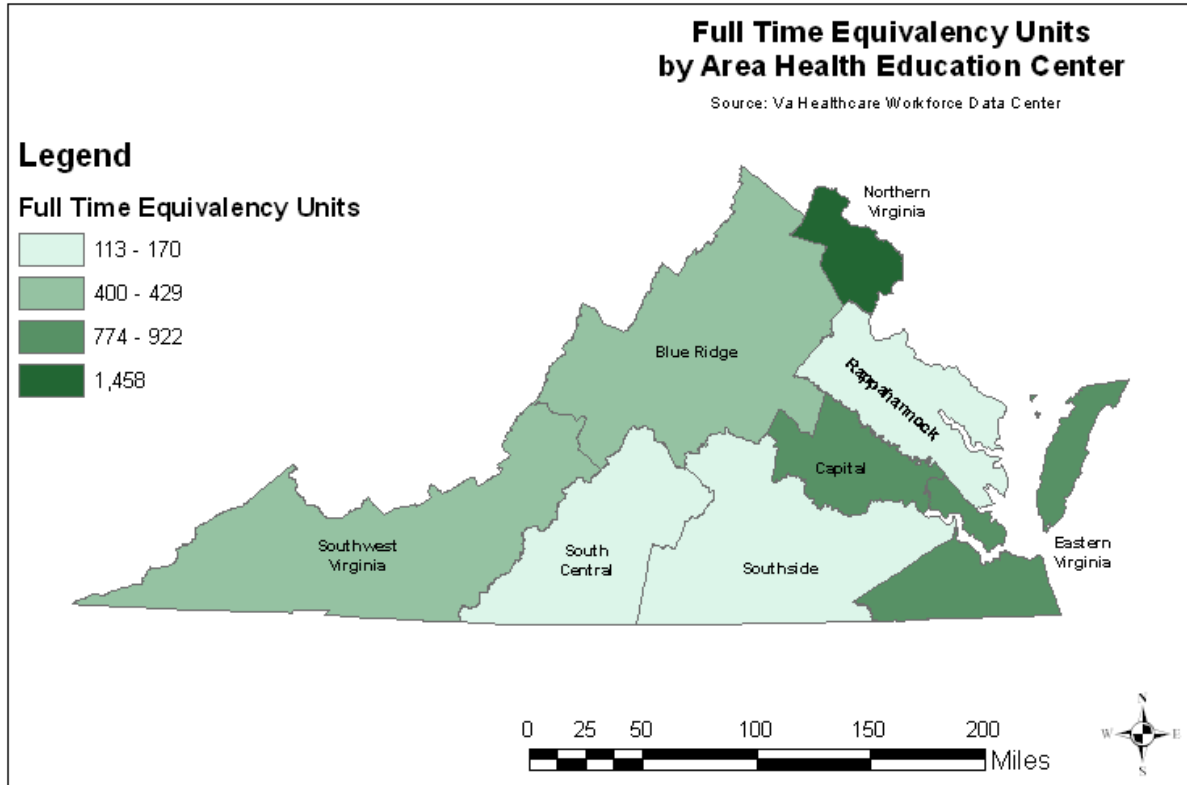 Full Time Equivalency Units
by Area Health Education Center
Source: Va Healthcare Workforce Data Center
Legend
Full Time Equivalency Units
113 - 170
400 - 429
774 - 922
1,458
Northern
Virginia
Blue Ridge
Rappahannock
Capital
Southwest
Virginia
South
Central
Southside
Eastern
Virginia
0 25 50 100 150 200
Miles
N
W E
S